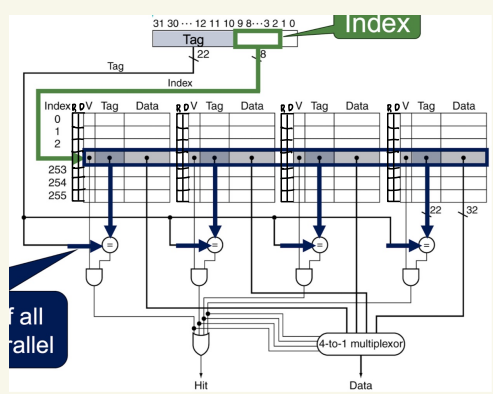 31 30 ··· 12 11 10 9 8···3 2 1 0
Index
Tag
22
8
Tag
Index
Index R D V Tag Data R D V Tag Data R D V Tag Data R D V Tag Data
0
1
2
253
254
255
22 32
= = = =
f all
rallel
4-to-1 multiplexor
Hit Data